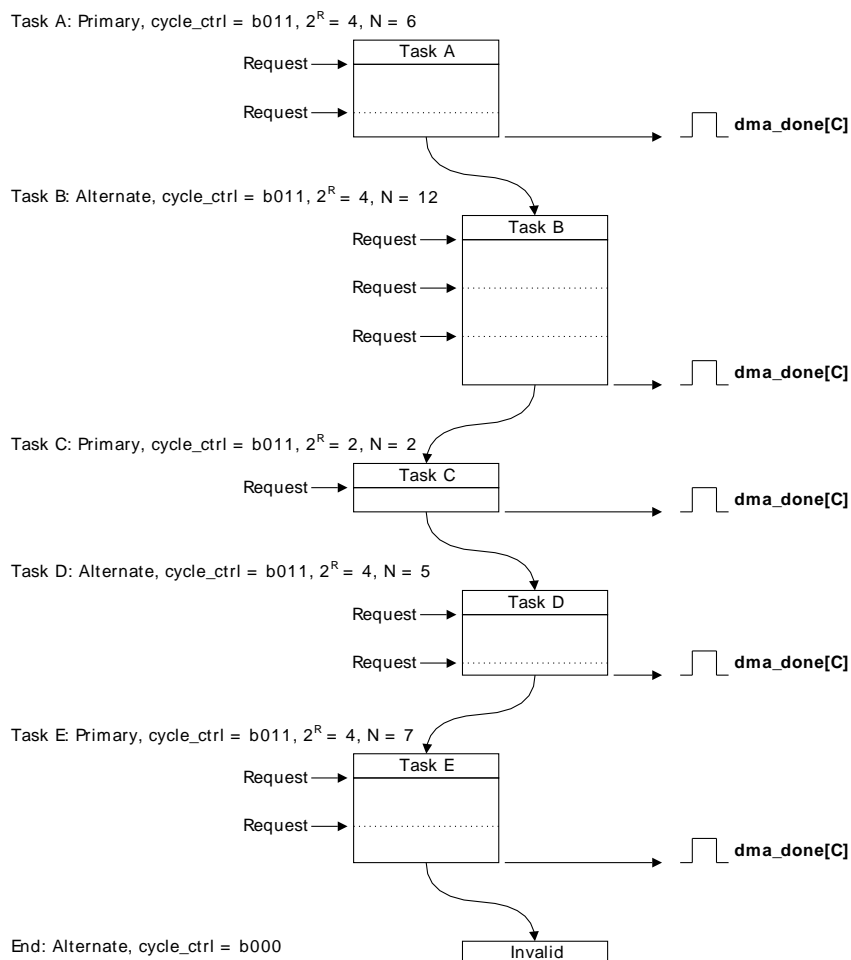 Task A: Primary, cycle_ctrl = b011, 2^R = 4, N = 6
Task A
Request
Request
dma_done[C]
Task B: Alternate, cycle_ctrl = b011, 2^R = 4, N = 12
Task B
Request
Request
Request
dma_done[C]
Task C: Primary, cycle_ctrl = b011, 2^R = 2, N = 2
Task C
Request
dma_done[C]
Task D: Alternate, cycle_ctrl = b011, 2^R = 4, N = 5
Task D
Request
Request
dma_done[C]
Task E: Primary, cycle_ctrl = b011, 2^R = 4, N = 7
Task E
Request
Request
dma_done[C]
End: Alternate, cycle_ctrl = b000
Invalid